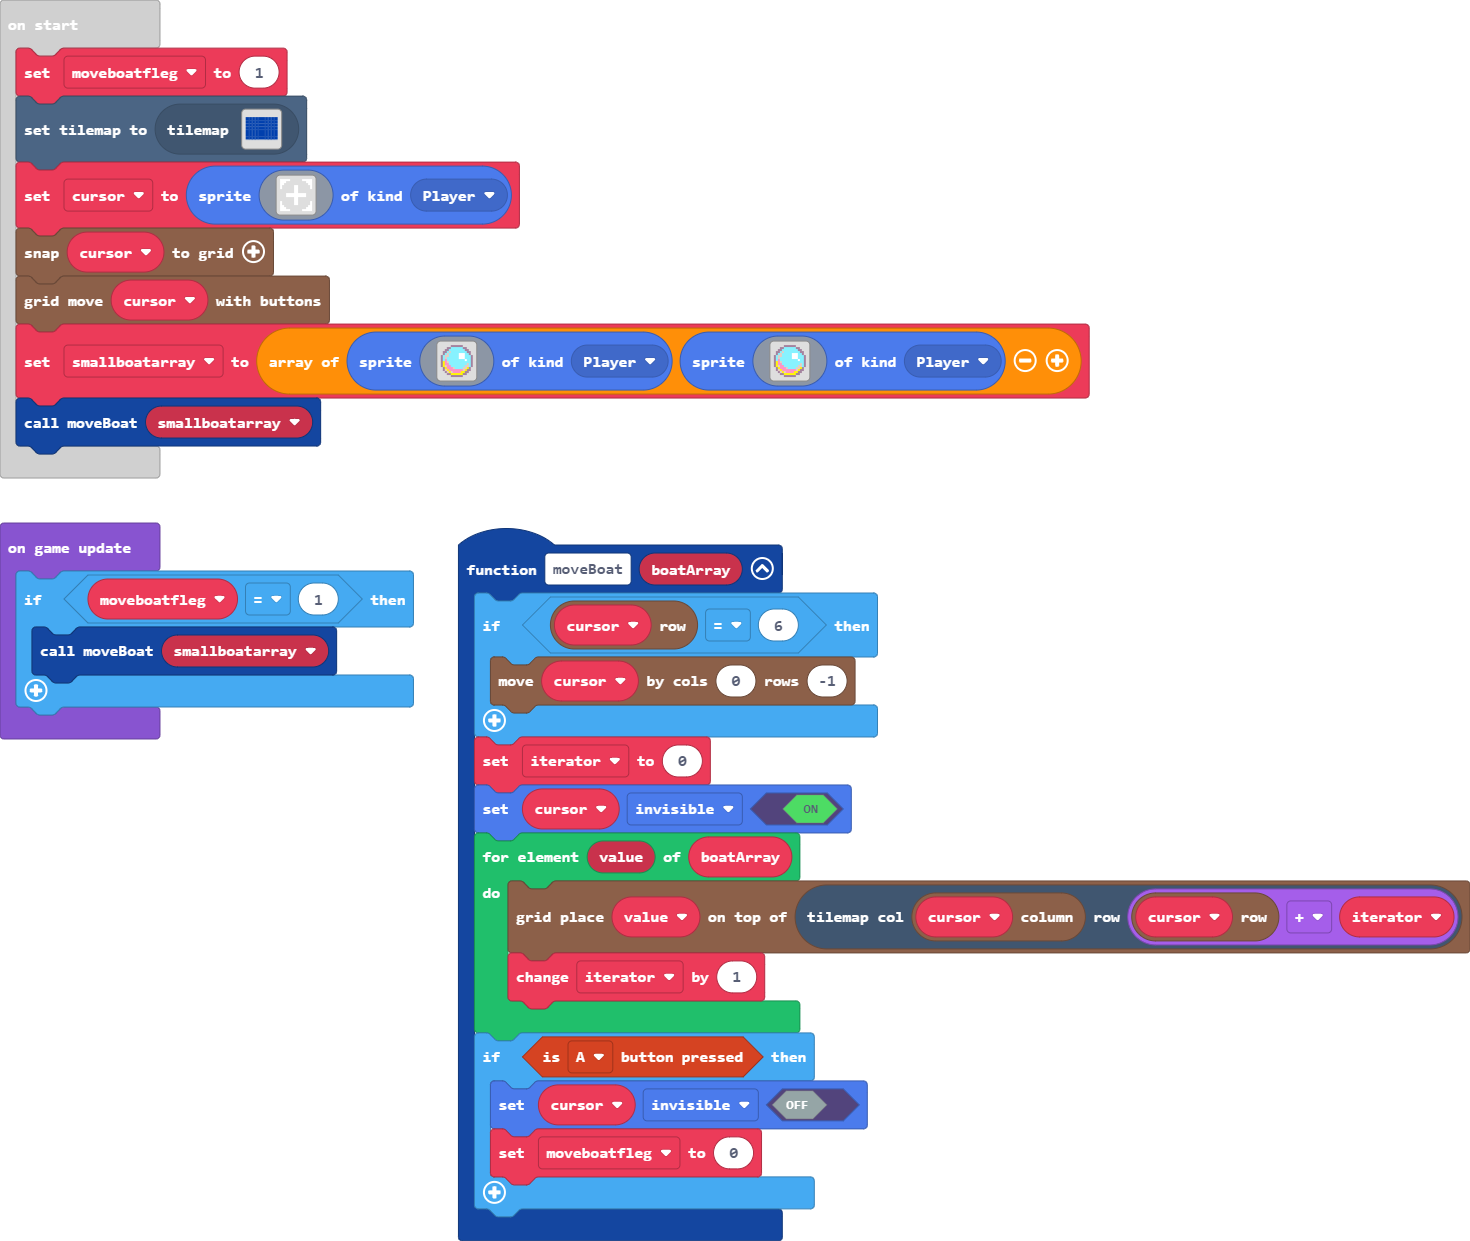 on start
set moveboatfleg to 1
set tilemap to tilemap
set cursor to sprite of kind Player
snap cursor to grid
grid move cursor with buttons
set smallboatarray to array of sprite of kind Player sprite of kind Player
call moveBoat smallboatarray
on game update
if moveboatfleg = 1 then
call moveBoat smallboatarray
function moveBoat boatArray
if cursor row = 6 then
move cursor by cols 0 rows -1
set iterator to 0
set cursor invisible ON
for element value of boatArray
do
grid place value on top of tilemap col cursor column row cursor row + iterator
change iterator by 1
if is A button pressed then
set cursor invisible OFF
set moveboatfleg to 0